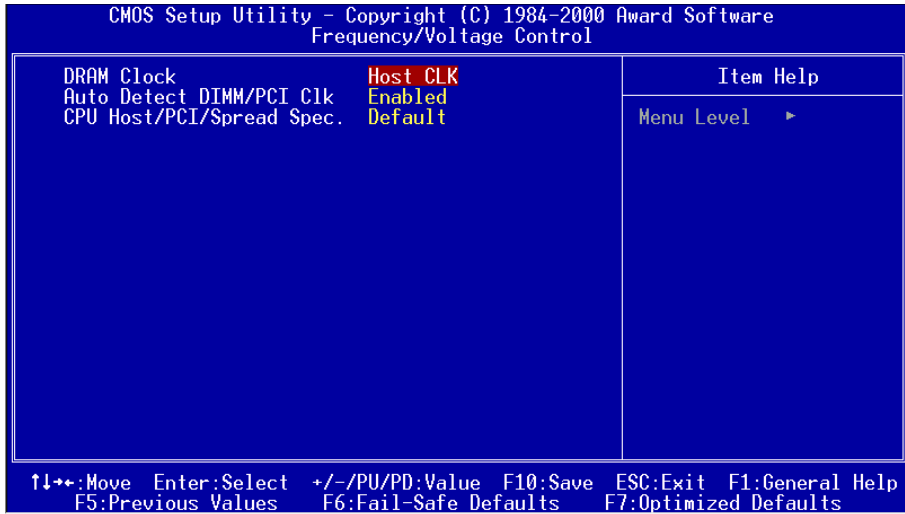 CMOS Setup Utility - Copyright (C) 1984-2000 Award Software
Frequency/Voltage Control
DRAM Clock Host CLK
Auto Detect DIMM/PCI Clk Enabled
CPU Host/PCI/Spread Spec. Default
Item Help
Menu Level ►
↑↓→←:Move Enter:Select +/-/PU/PD:Value F10:Save ESC:Exit F1:General Help
F5:Previous Values F6:Fail-Safe Defaults F7:Optimized Defaults